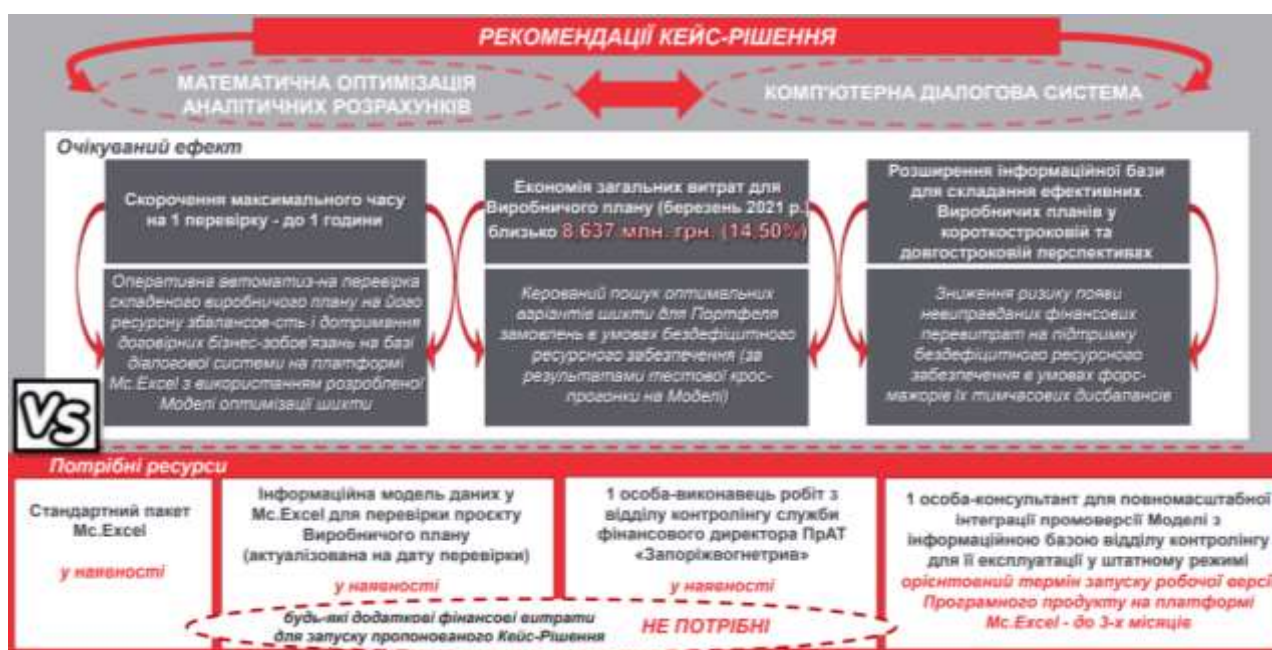 РЕКОМЕНДАЦІЇ КЕЙС-РІШЕННЯ
МАТЕМАТИЧНА ОПТИМІЗАЦІЯ
АНАЛІТИЧНИХ РОЗРАХУНКІВ
КОМП'ЮТЕРНА ДІАЛОГОВА СИСТЕМА
Очікуваний ефект
Скорочення максимального часу
на 1 перевірку - до 1 години
Економія загальних витрат для
Виробничого плану (березень 2021 р.)
близько 8,637 млн. грн. (14,50%)
Розширення інформаційної бази
для складання ефективних
Виробничих планів у
короткостроковій та
довгостроковій перспективах
Оперативна автоматиз-на перевірка
складеного виробничого плану на його
ресурсну збалансов-сть і дотримання
договірних бізнес-зобов'язань на базі
діалогової системи на платформі
Мс.Excel з використанням розробленої
Моделі оптимізації шихти
Керований пошук оптимальних
варіантів шихти для Портфеля
замовлень в умовах бездефіцитного
ресурсного забезпечення (за
результатами тестової крос-
прогонки на Моделі)
Зниження ризику появи
невиправданих фінансових
перевитрат на підтримку
бездефіцитного ресурсного
забезпечення в умовах форс-
мажорів їх тимчасових дисбалансів
VS
Потрібні ресурси
Стандартний пакет
Мс.Excel
у наявності
Інформаційна модель даних у
Мс.Excel для перевірки проєкту
Виробничого плану
(актуалізована на дату перевірки)
у наявності
1 особа-виконавець робіт з
відділу контролінгу служби
фінансового директора ПрАТ
«Запоріжвогнетрив»
у наявності
1 особа-консультант для повномасштабної
інтеграції промоверсії Моделі з
інформаційною базою відділу контролінгу
для її експлуатації у штатному режимі
орієнтовний термін запуску робочої версії
Програмного продукту на платформі
Мс.Excel - до 3-х місяців
будь-які додаткові фінансові витрати
для запуску пропонованого Кейс-Рішення
НЕ ПОТРІБНІ